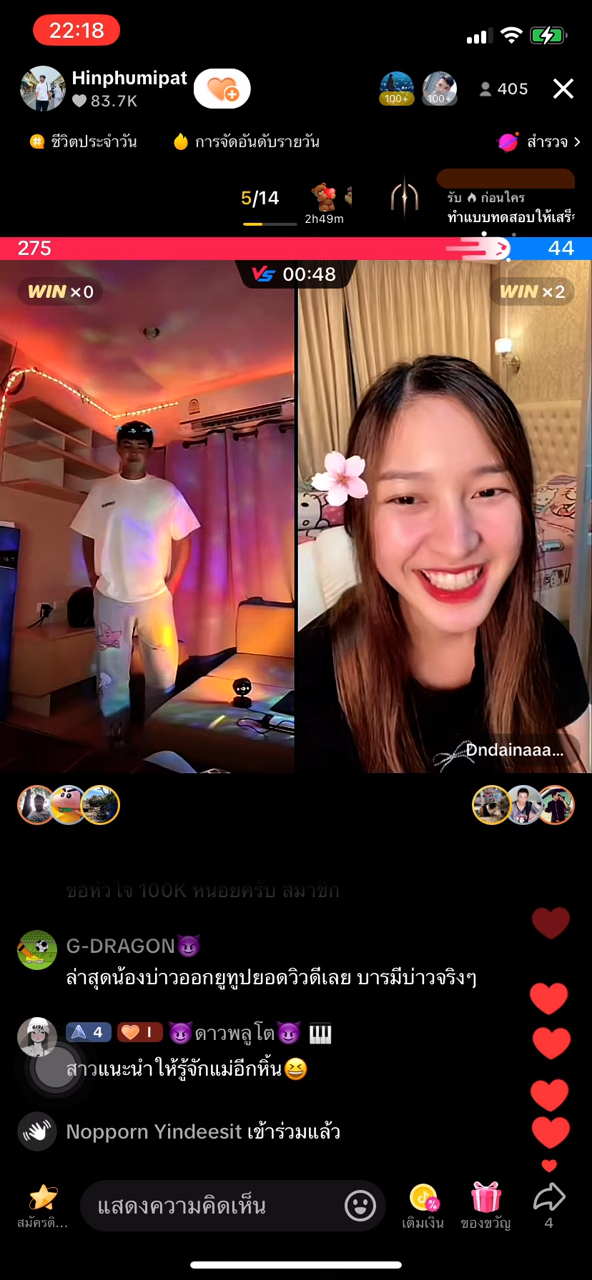 22:18
Hinphumipat
83.7K
100+
100+
405
ชีวิตประจำวัน
การจัดอันดับรายวัน
สำรวจ
5/14
2h49m
รับ 🔥 ก่อนใคร
ทำแบบทดสอบให้เสร็จ
275
44
VS 00:48
WIN ×0
WIN ×2
Dndainaaa...
ขอหัวใจ 100K หน่อยครับ สมาชิก
G-DRAGON😈
ล่าสุดน้องบ่าวออกยูทูปยอดวิวดีเลย บารมีบ่าวจริงๆ
4 I 😈ดาวพลูโต😈 🎹
สาวแนะนำให้รู้จักแม่อีกหิ้น😆
Nopporn Yindeesit เข้าร่วมแล้ว
สมัครติ...
แสดงความคิดเห็น
เติมเงิน
ของขวัญ
4